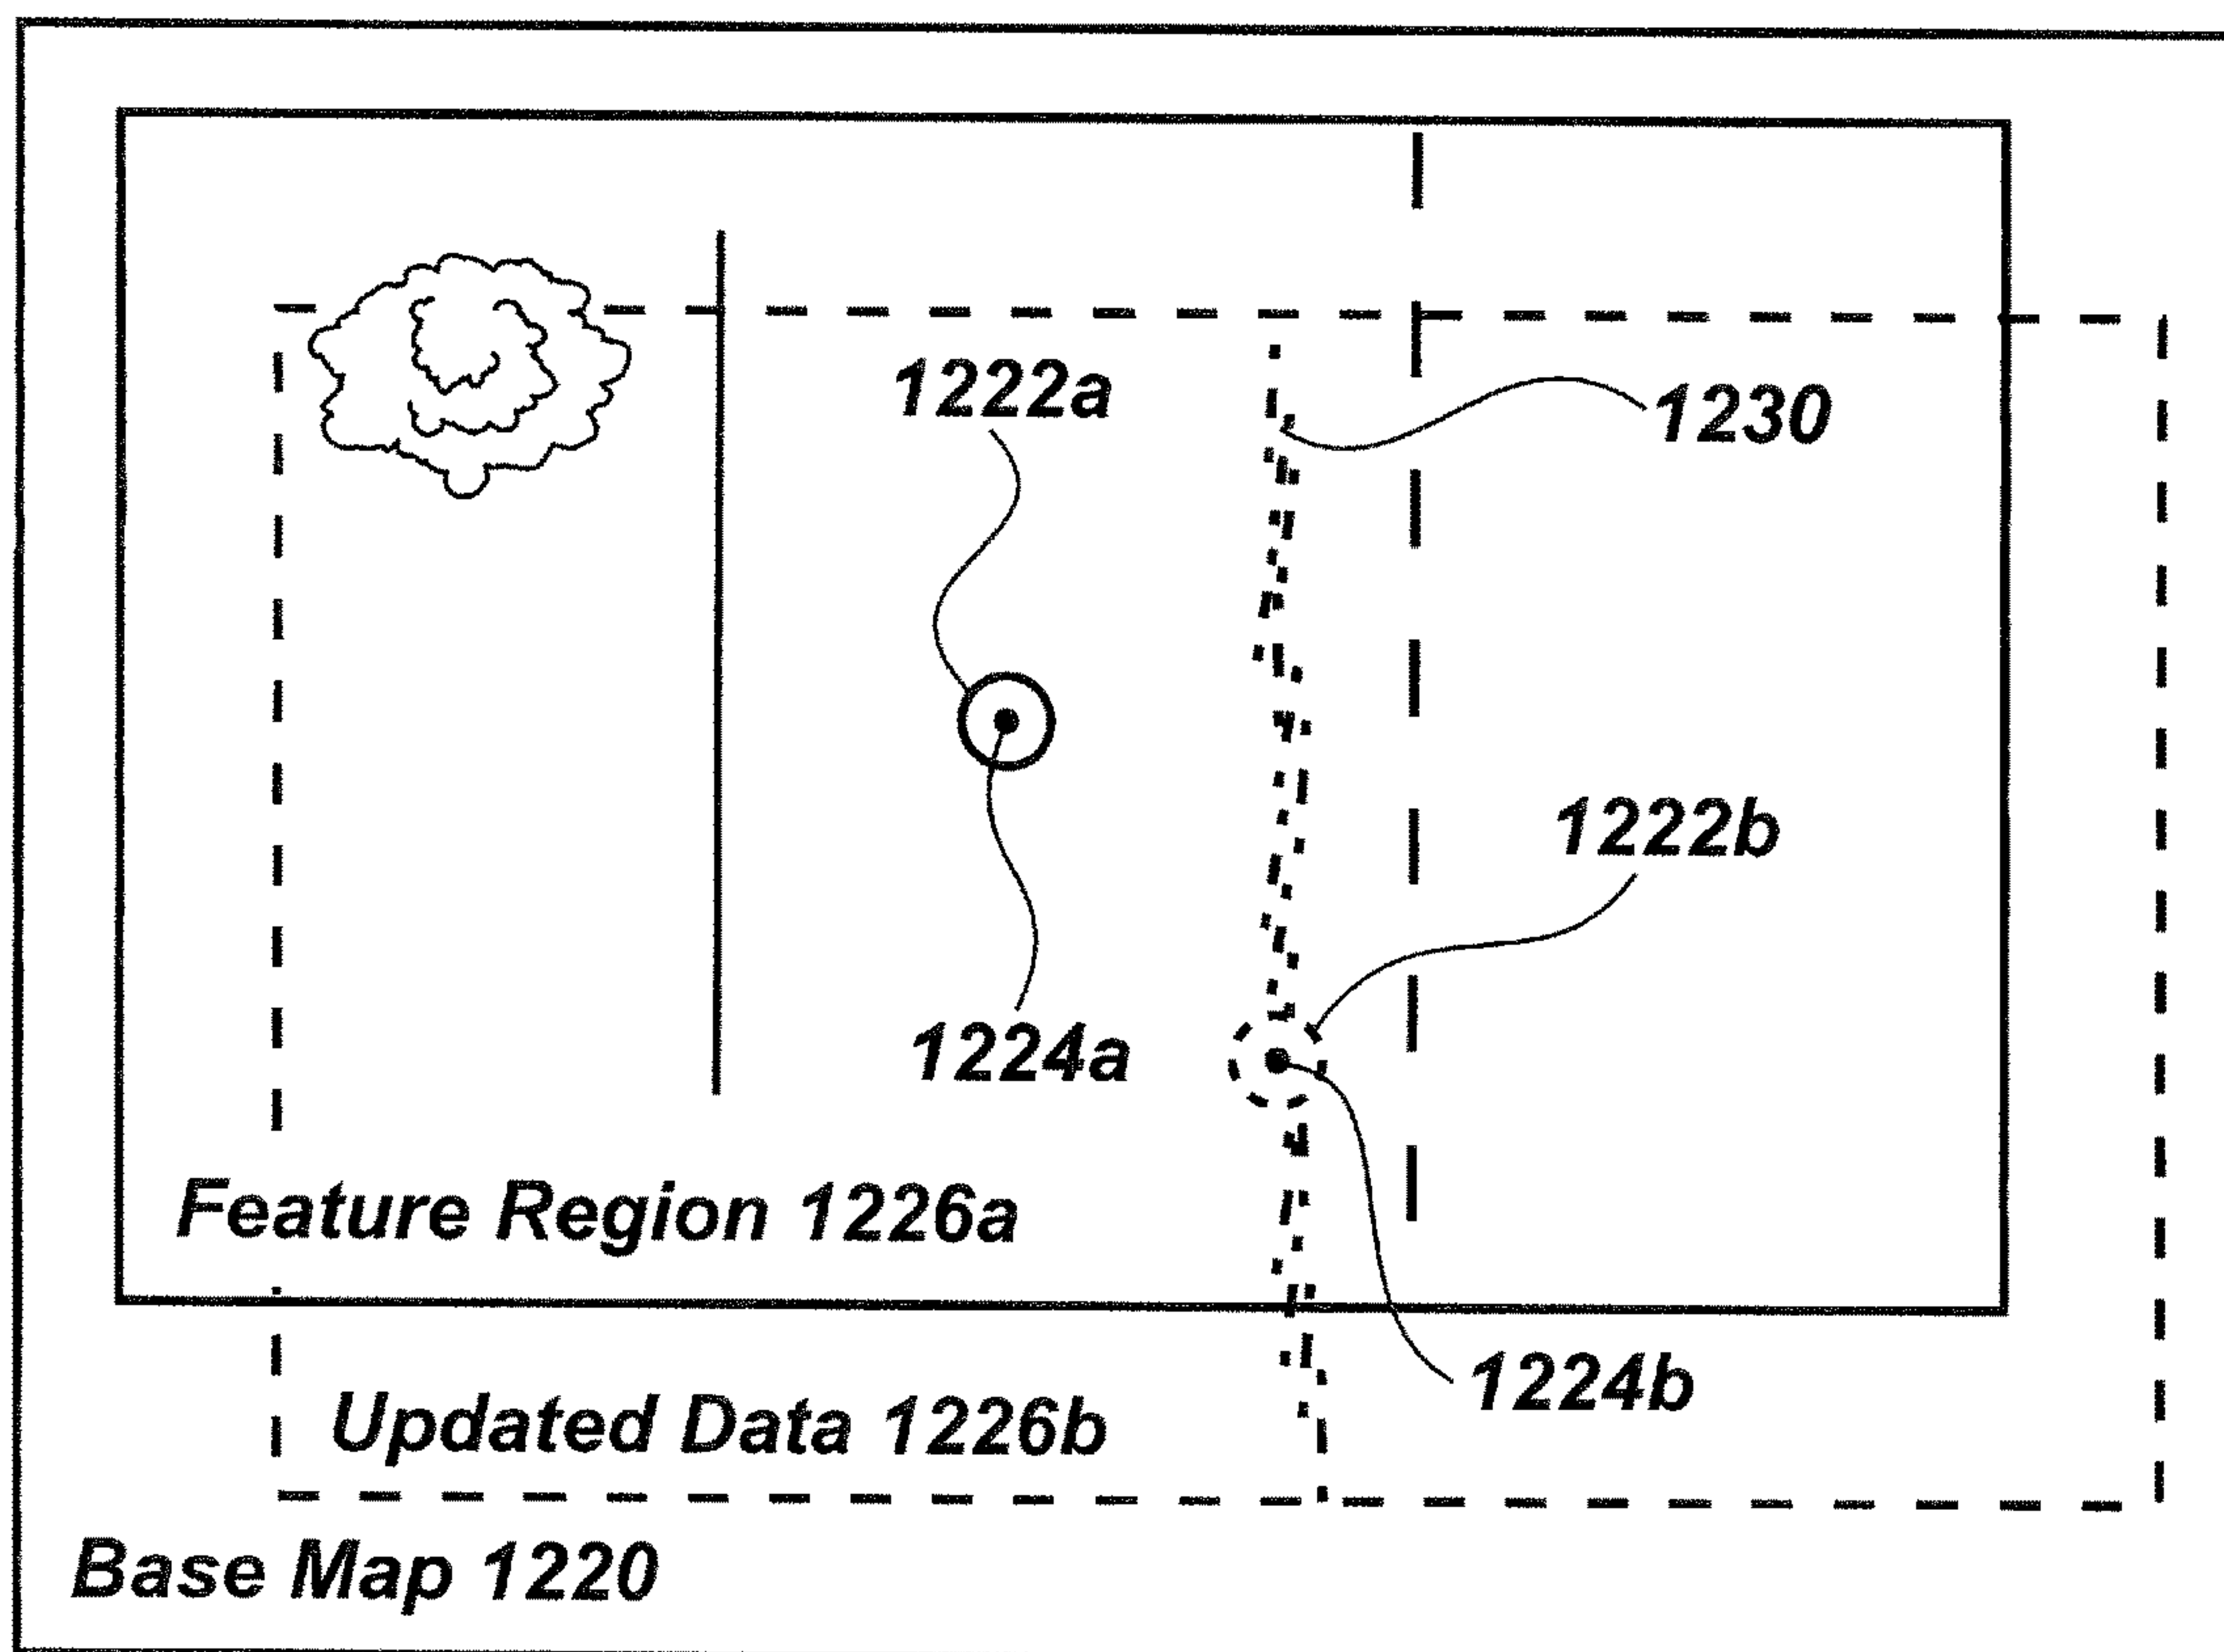 1222a
1230
1222b
1224a
Feature Region 1226a
1224b
Updated Data 1226b
Base Map 1220